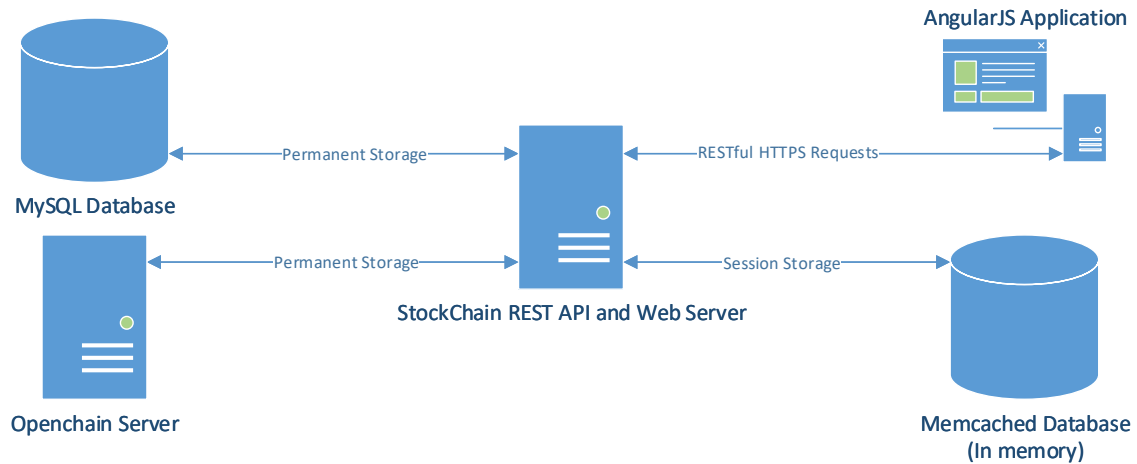 AngularJS Application
Permanent Storage
RESTful HTTPS Requests
MySQL Database
Permanent Storage
Session Storage
StockChain REST API and Web Server
Openchain Server
Memcached Database
(In memory)